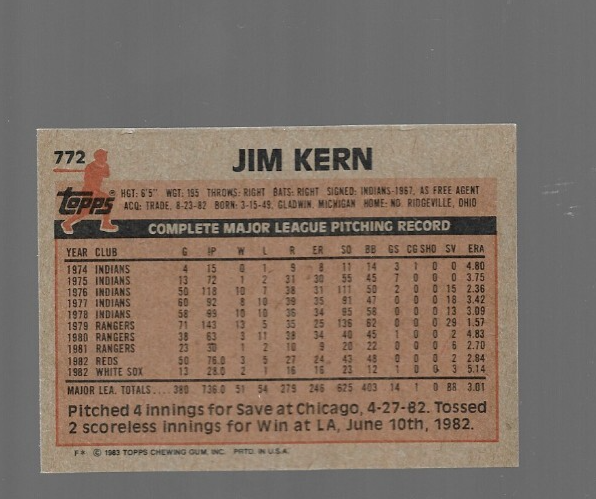 772
JIM KERN
Topps®
HGT: 6'5" WGT: 195 THROWS: RIGHT BATS: RIGHT SIGNED: INDIANS-1967, AS FREE AGENT
ACQ: TRADE, 8-23-82 BORN: 3-15-49, GLADWIN, MICHIGAN HOME: NO. RIDGEVILLE, OHIO
COMPLETE MAJOR LEAGUE PITCHING RECORD
YEAR CLUB G IP W L R ER SO BB GS CG SHO SV ERA
1974 INDIANS 4 15 0 1 9 8 11 14 3 1 0 0 4.80
1975 INDIANS 13 72 1 2 31 30 55 45 7 0 0 0 3.75
1976 INDIANS 50 118 10 7 38 31 111 50 2 0 0 15 2.36
1977 INDIANS 60 92 8 10 39 35 91 47 0 0 0 18 3.42
1978 INDIANS 58 99 10 10 36 34 95 58 0 0 0 13 3.09
1979 RANGERS 71 143 13 5 35 25 136 62 0 0 0 29 1.57
1980 RANGERS 38 63 3 11 38 34 40 45 1 0 0 2 4.83
1981 RANGERS 23 30 1 2 10 9 20 22 0 0 0 6 2.70
1982 REDS 50 76.0 3 5 27 24 43 48 0 0 0 2 2.84
1982 WHITE SOX 13 28.0 2 1 16 16 23 12 1 0 0 3 5.14
MAJOR LEA. TOTALS.... 380 736.0 51 54 279 246 625 403 14 1 0 88 3.01
Pitched 4 innings for Save at Chicago, 4-27-82. Tossed
2 scoreless innings for Win at LA, June 10th, 1982.
F* © 1983 TOPPS CHEWING GUM, INC. PRTD. IN U.S.A.